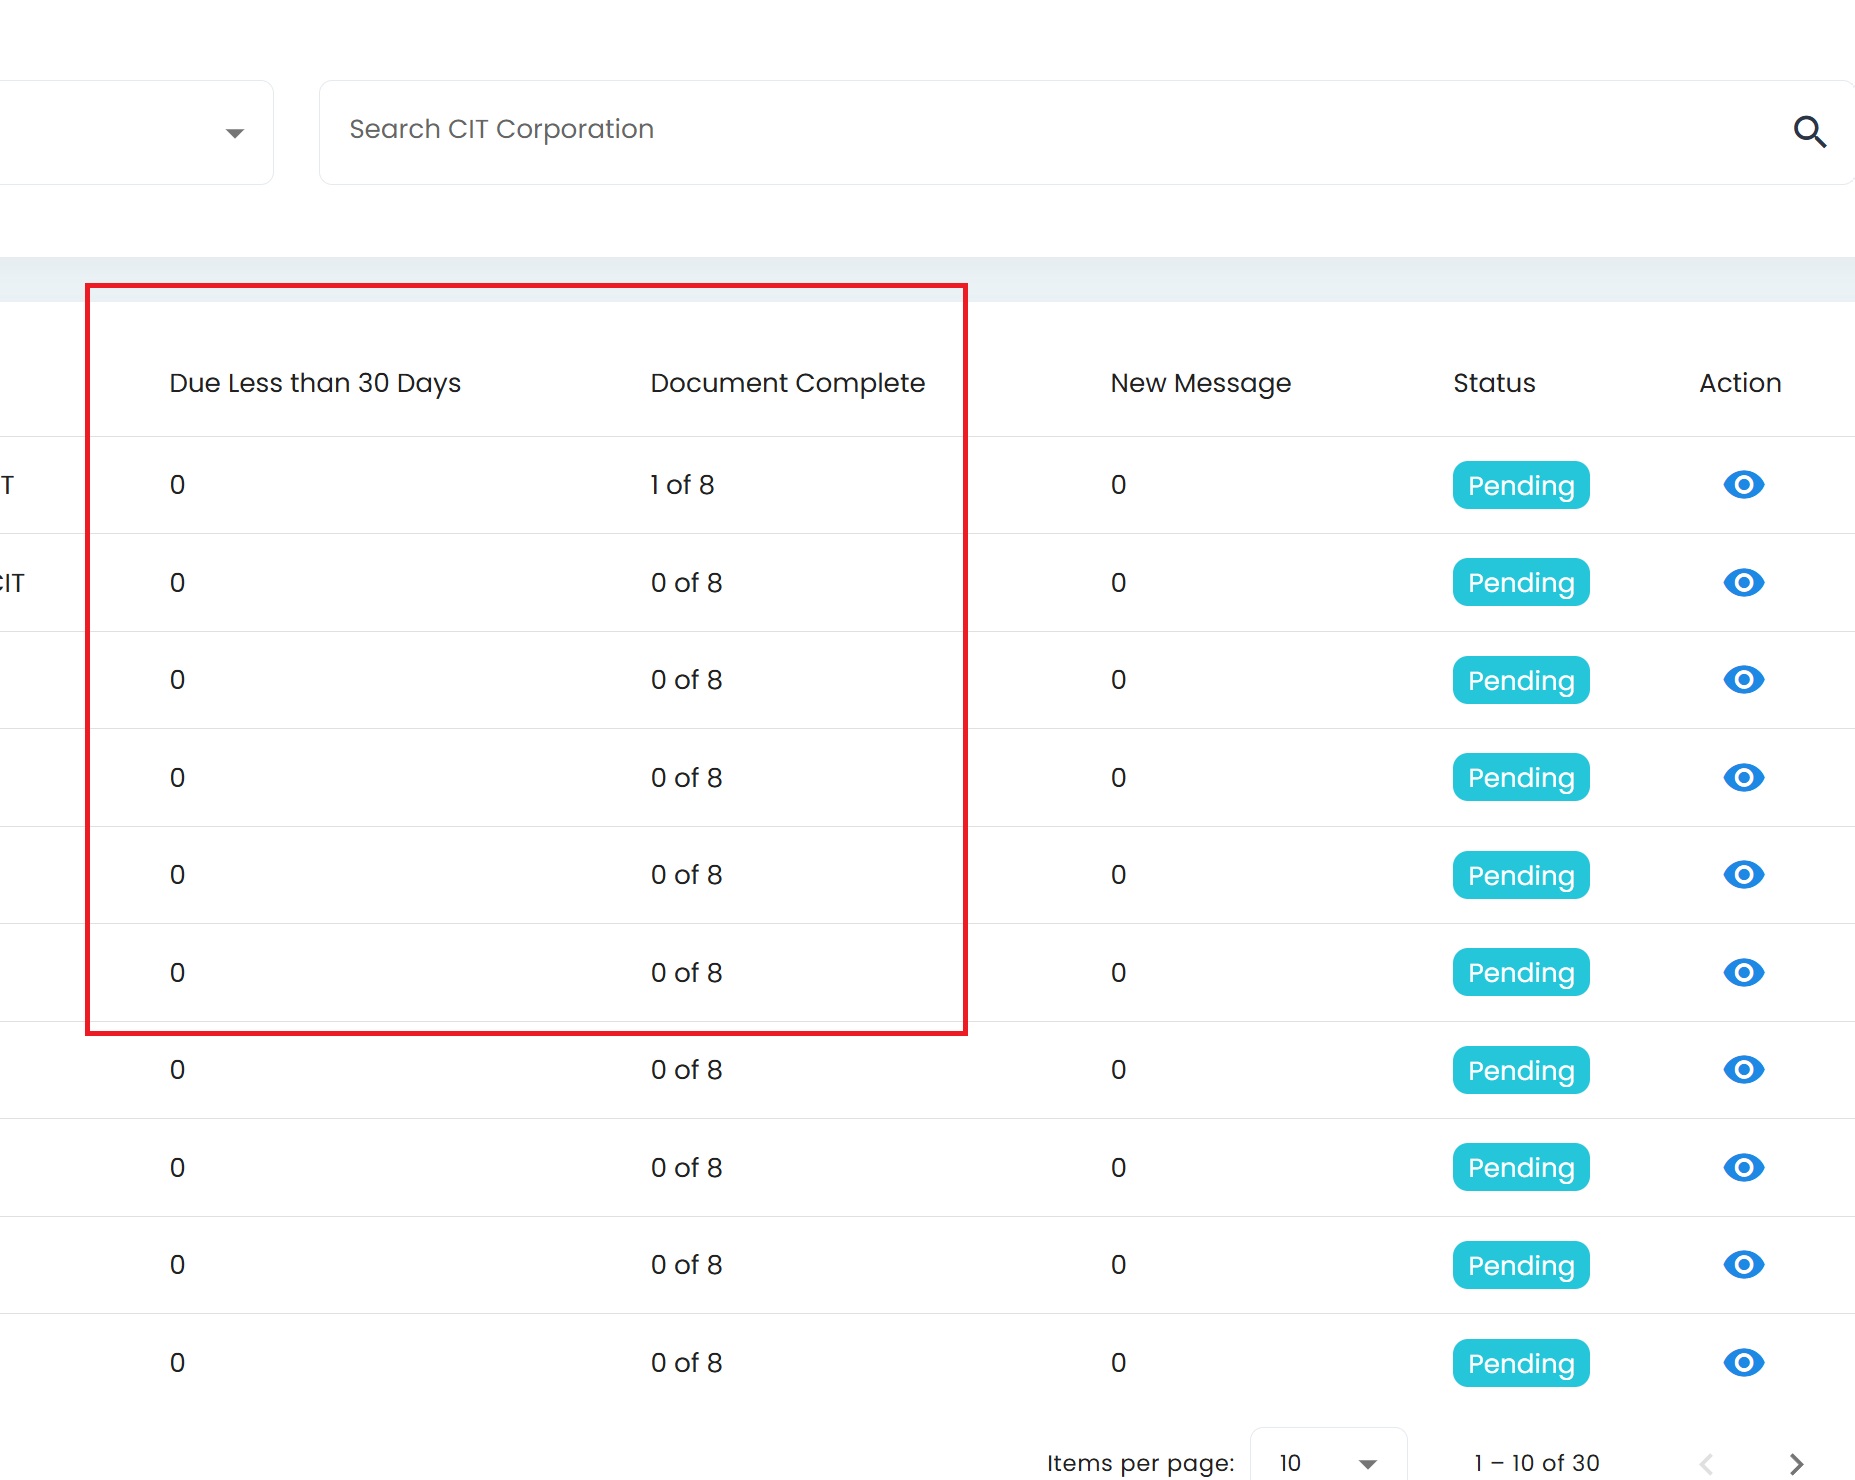 Search CIT Corporation
Due Less than 30 Days Document Complete New Message Status Action
T 0 1 of 8 0 Pending
CIT 0 0 of 8 0 Pending
0 0 of 8 0 Pending
0 0 of 8 0 Pending
0 0 of 8 0 Pending
0 0 of 8 0 Pending
0 0 of 8 0 Pending
0 0 of 8 0 Pending
0 0 of 8 0 Pending
0 0 of 8 0 Pending
Items per page: 10 1 – 10 of 30